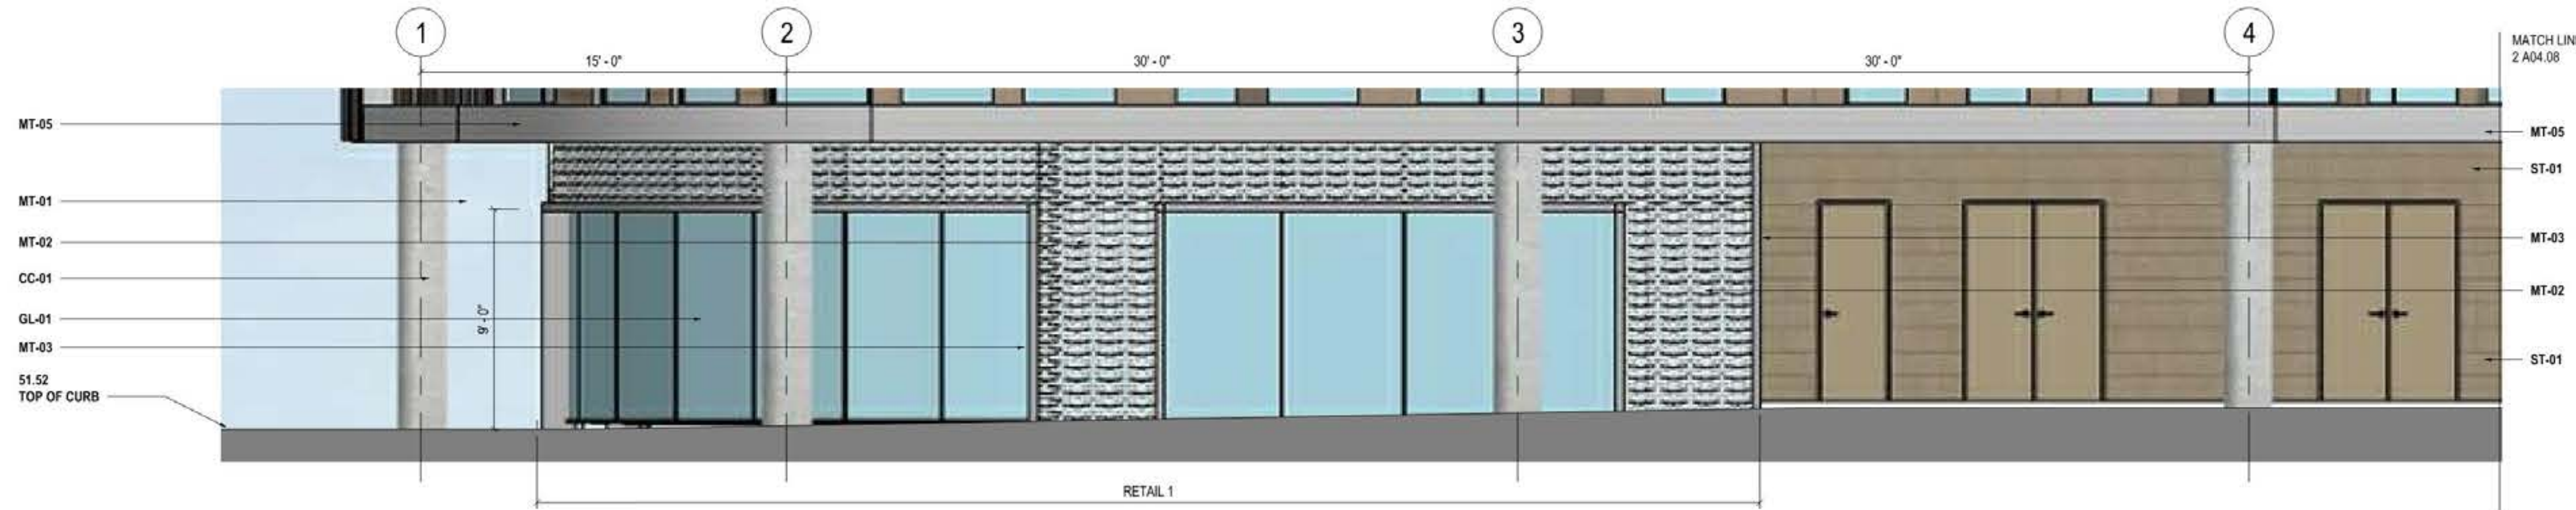 1
2
3
4
15' - 0"
30' - 0"
30' - 0"
MATCH LIN
2 A04.08
MT-05
MT-01
MT-02
CC-01
GL-01
MT-03
51.52
TOP OF CURB
9' - 0"
MT-05
ST-01
MT-03
MT-02
ST-01
RETAIL 1